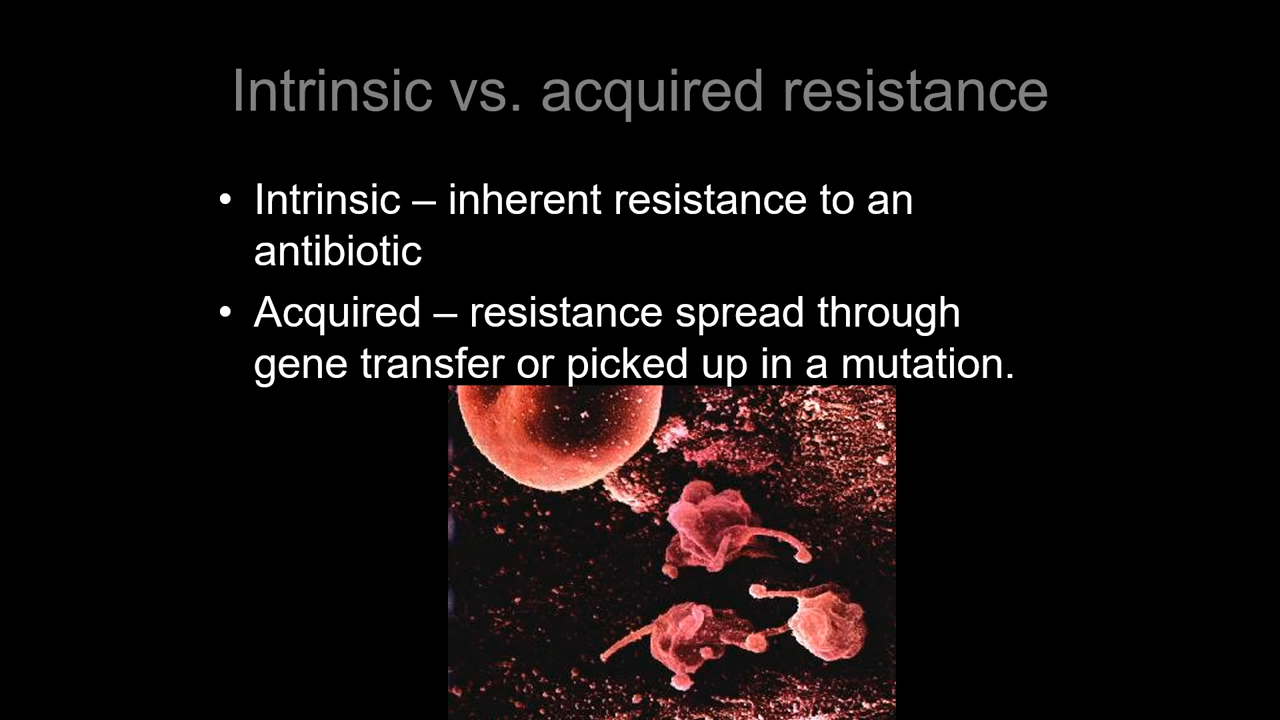 Intrinsic vs. acquired resistance
• Intrinsic – inherent resistance to an
antibiotic
• Acquired – resistance spread through
gene transfer or picked up in a mutation.